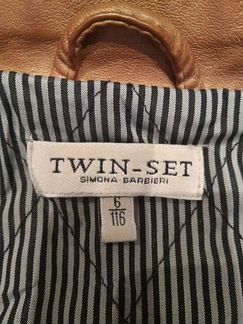 TWIN-SET
SIMONA BARBIERI
6
116